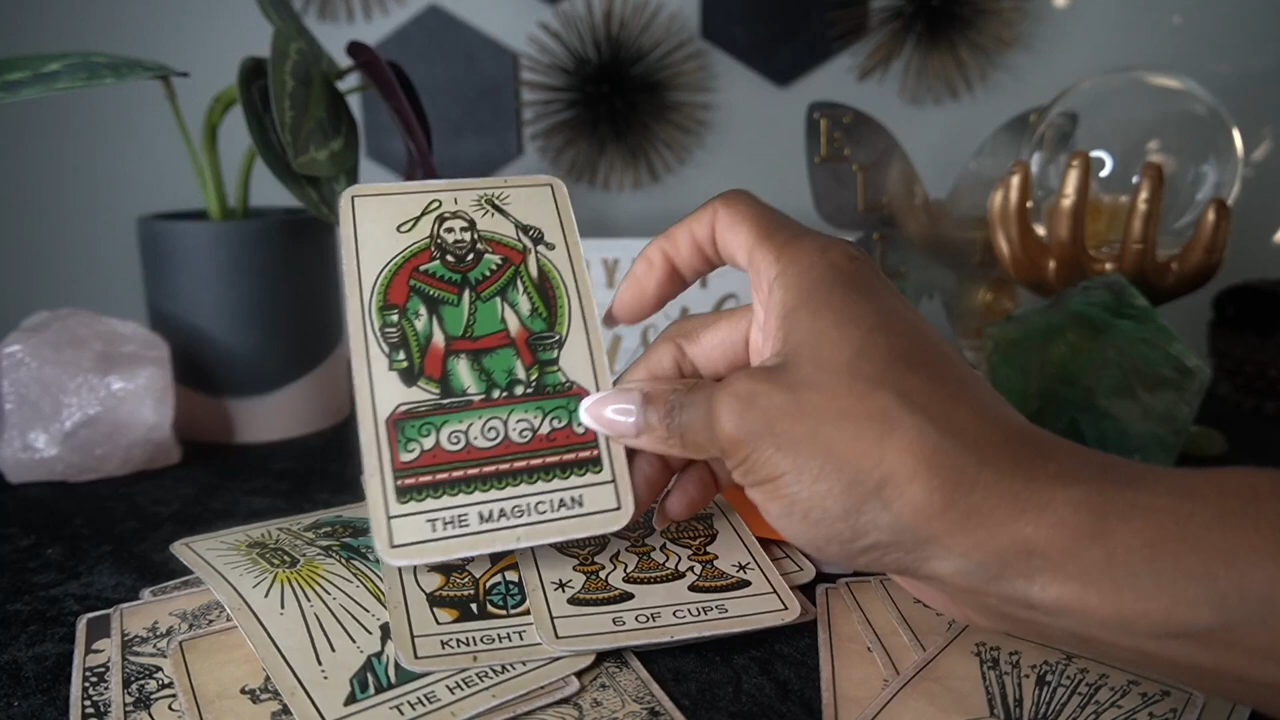 THE MAGICIAN
KNIGHT
6 OF CUPS
THE HERMIT